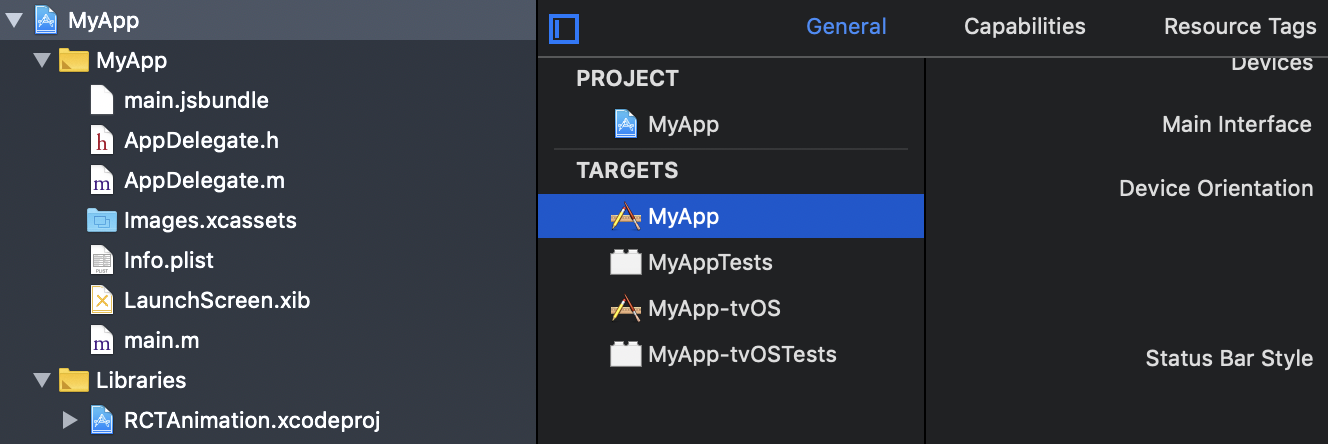 MyApp
MyApp
main.jsbundle
h AppDelegate.h
m AppDelegate.m
Images.xcassets
PLIST Info.plist
LaunchScreen.xib
m main.m
Libraries
RCTAnimation.xcodeproj
General Capabilities Resource Tags
PROJECT
MyApp
TARGETS
MyApp
MyAppTests
MyApp-tvOS
MyApp-tvOSTests
Devices
Main Interface
Device Orientation
Status Bar Style